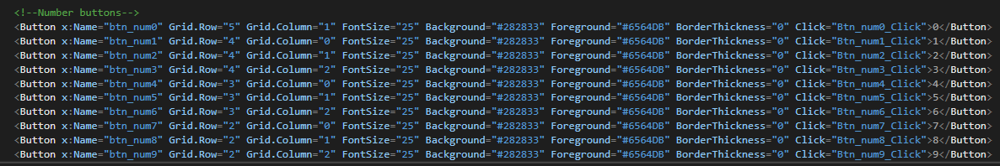 <!--Number buttons-->
<Button x:Name="btn_num0" Grid.Row="5" Grid.Column="1" FontSize="25" Background="#282833" Foreground="#6564DB" BorderThickness="0" Click="Btn_num0_Click">0</Button>
<Button x:Name="btn_num1" Grid.Row="4" Grid.Column="0" FontSize="25" Background="#282833" Foreground="#6564DB" BorderThickness="0" Click="Btn_num1_Click">1</Button>
<Button x:Name="btn_num2" Grid.Row="4" Grid.Column="1" FontSize="25" Background="#282833" Foreground="#6564DB" BorderThickness="0" Click="Btn_num2_Click">2</Button>
<Button x:Name="btn_num3" Grid.Row="4" Grid.Column="2" FontSize="25" Background="#282833" Foreground="#6564DB" BorderThickness="0" Click="Btn_num3_Click">3</Button>
<Button x:Name="btn_num4" Grid.Row="3" Grid.Column="0" FontSize="25" Background="#282833" Foreground="#6564DB" BorderThickness="0" Click="Btn_num4_Click">4</Button>
<Button x:Name="btn_num5" Grid.Row="3" Grid.Column="1" FontSize="25" Background="#282833" Foreground="#6564DB" BorderThickness="0" Click="Btn_num5_Click">5</Button>
<Button x:Name="btn_num6" Grid.Row="3" Grid.Column="2" FontSize="25" Background="#282833" Foreground="#6564DB" BorderThickness="0" Click="Btn_num6_Click">6</Button>
<Button x:Name="btn_num7" Grid.Row="2" Grid.Column="0" FontSize="25" Background="#282833" Foreground="#6564DB" BorderThickness="0" Click="Btn_num7_Click">7</Button>
<Button x:Name="btn_num8" Grid.Row="2" Grid.Column="1" FontSize="25" Background="#282833" Foreground="#6564DB" BorderThickness="0" Click="Btn_num8_Click">8</Button>
<Button x:Name="btn_num9" Grid.Row="2" Grid.Column="2" FontSize="25" Background="#282833" Foreground="#6564DB" BorderThickness="0" Click="Btn_num9_Click">9</Button>